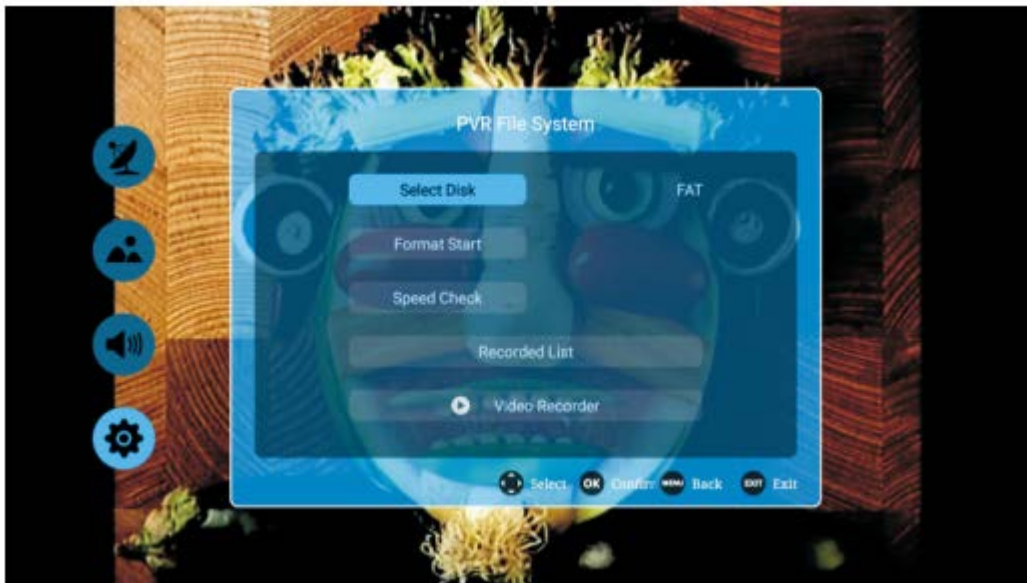 PVR File System
Select Disk FAT
Format Start
Speed Check
Recorded List
Video Recorder
Select OK Confirm MENU Back EXIT Exit